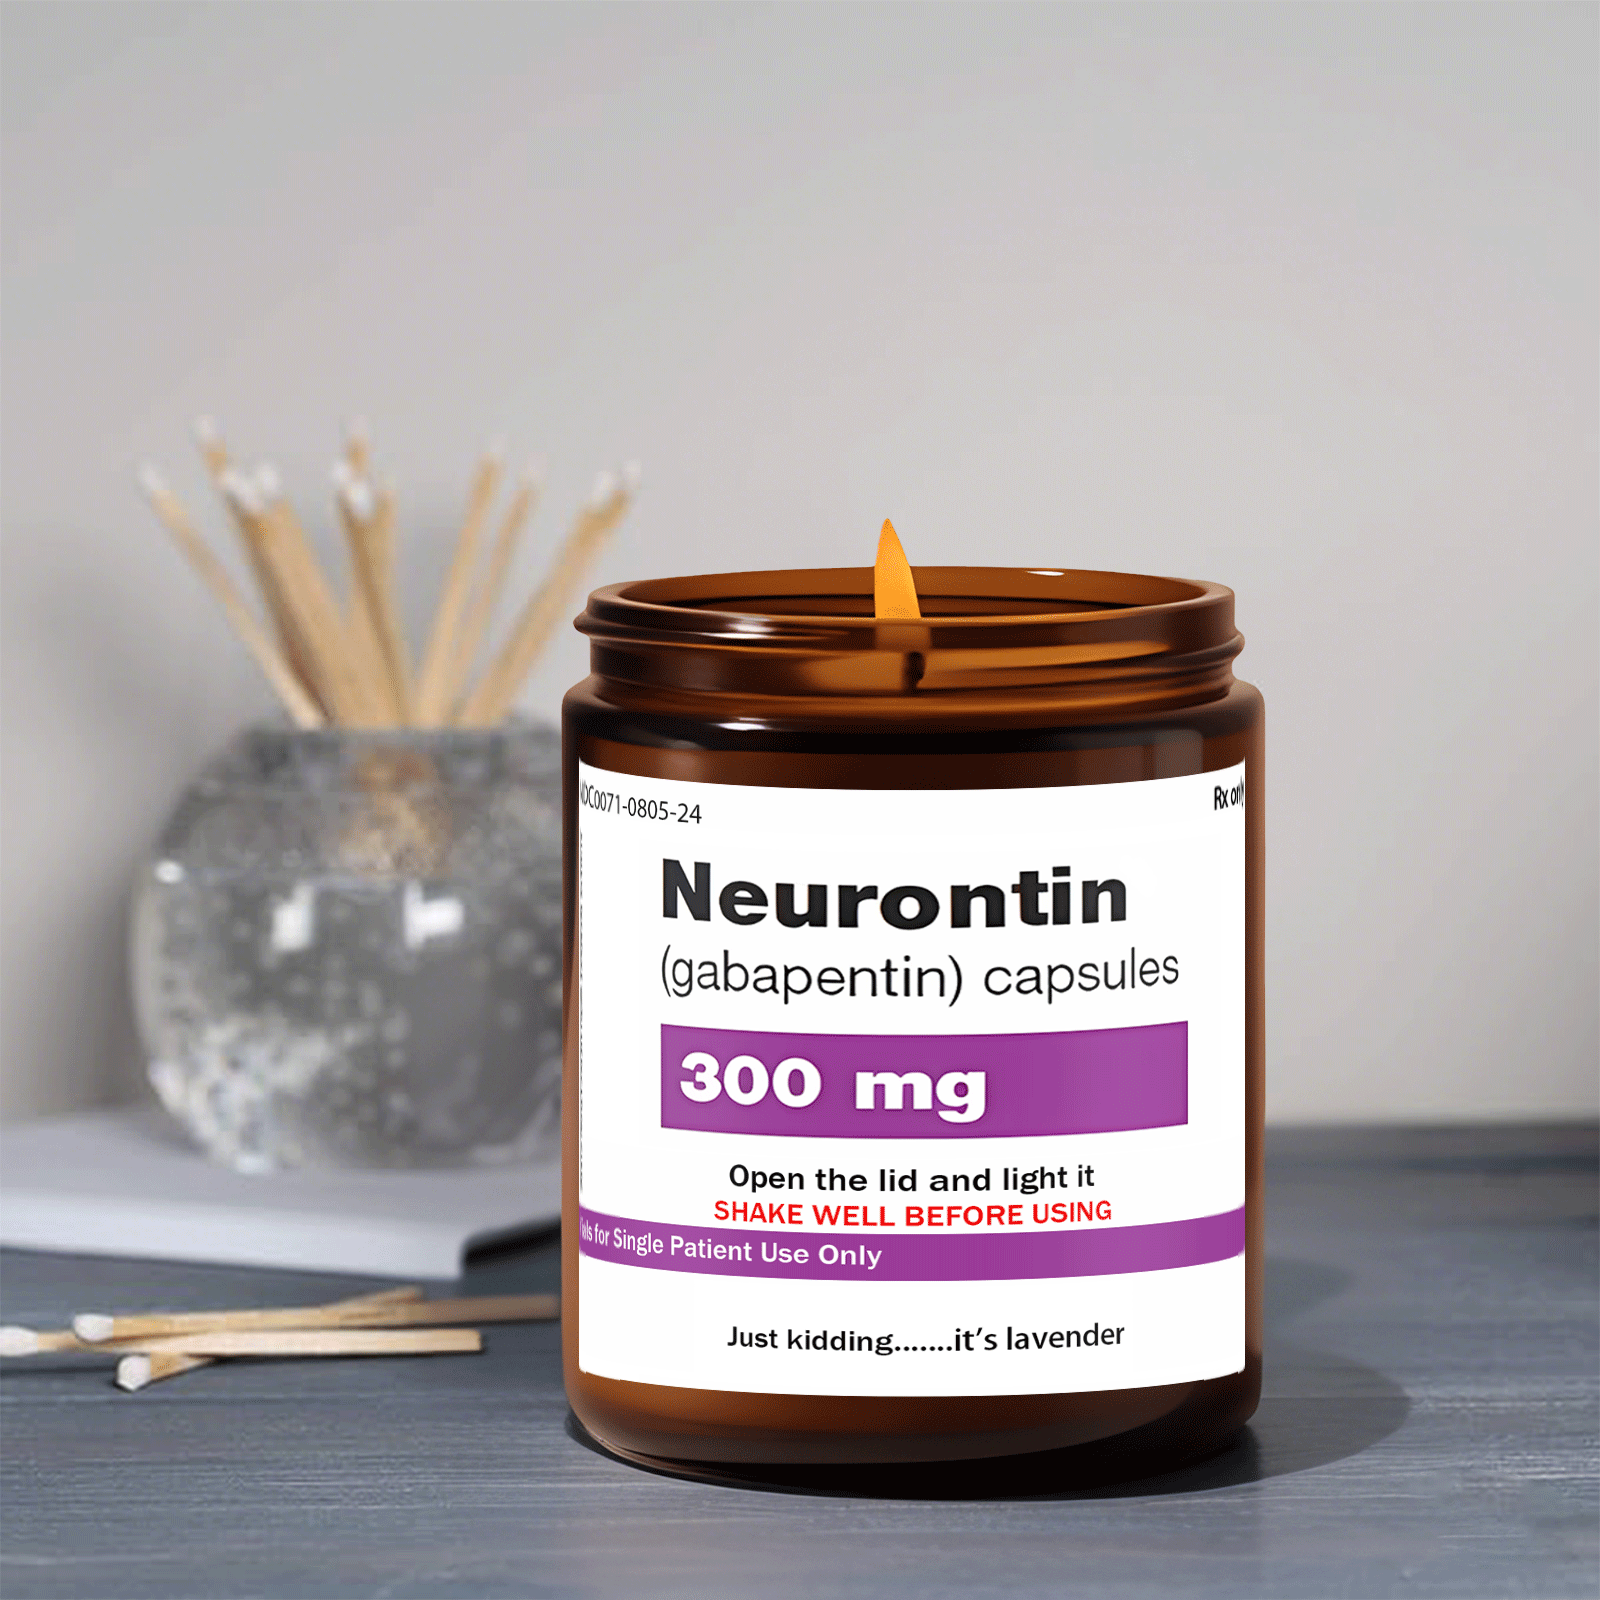 NDC0071-0805-24
Rx only
Neurontin
(gabapentin) capsules
300 mg
Open the lid and light it
SHAKE WELL BEFORE USING
for Single Patient Use Only
Just kidding.......it's lavender